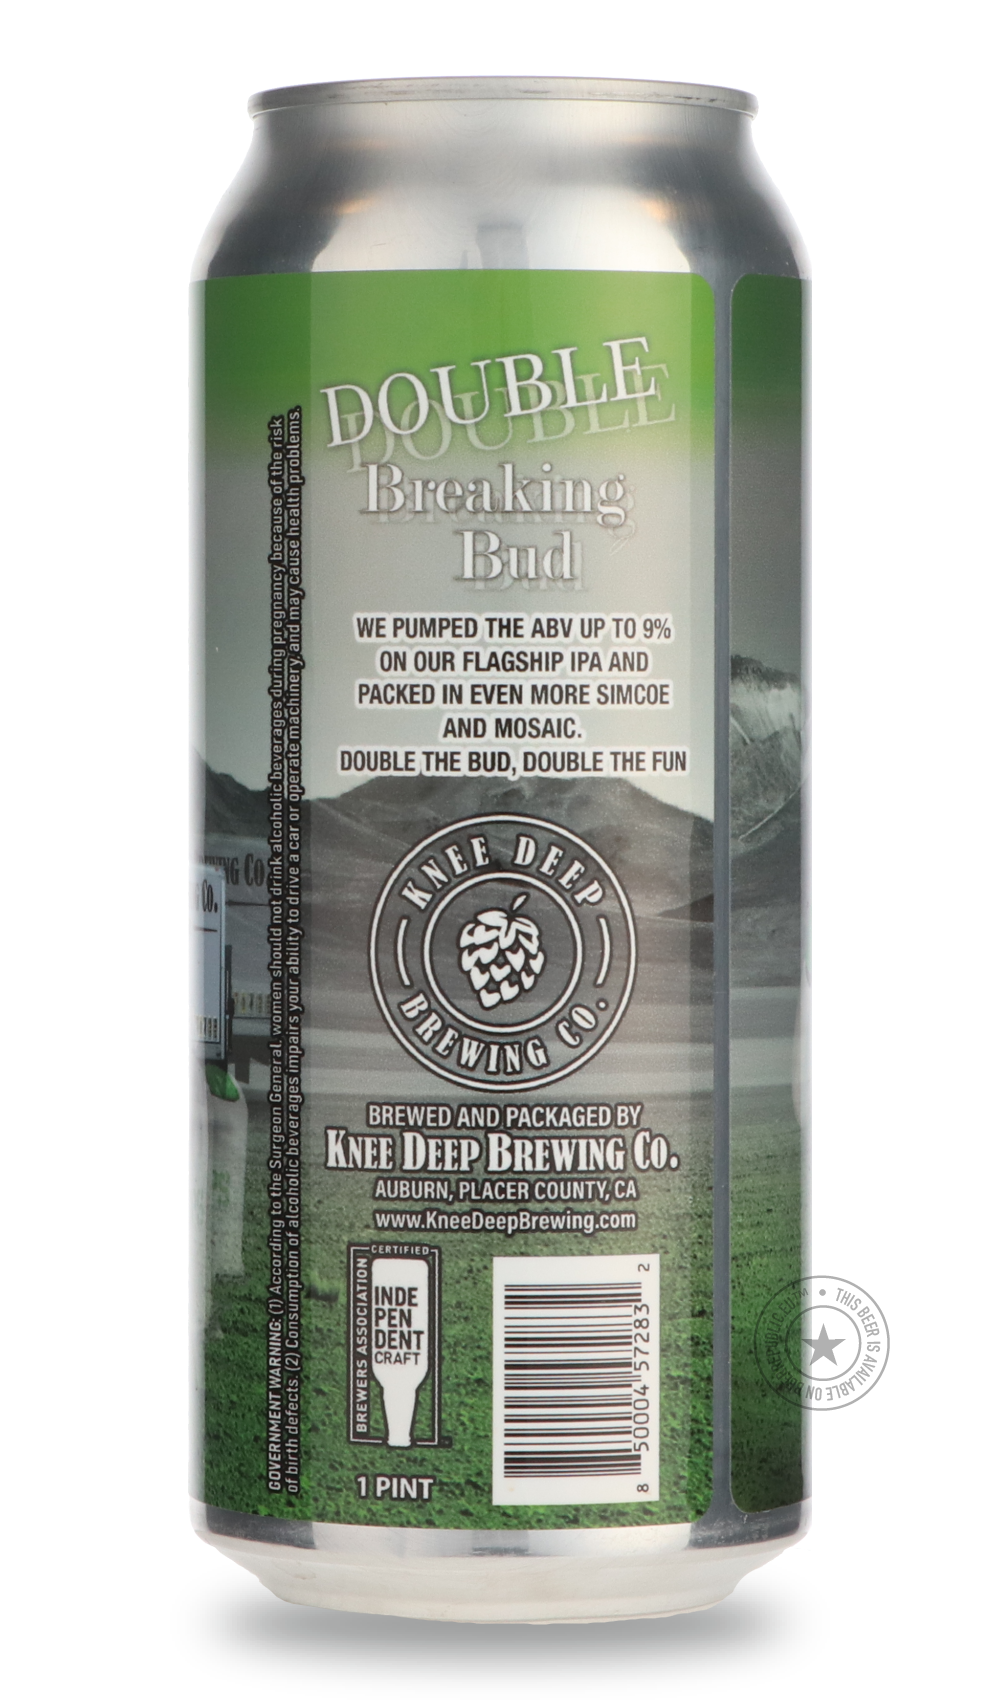 DOUBLE
Breaking
Bud
WE PUMPED THE ABV UP TO 9%
ON OUR FLAGSHIP IPA AND
PACKED IN EVEN MORE SIMCOE
AND MOSAIC.
DOUBLE THE BUD, DOUBLE THE FUN
KNEE DEEP
BREWING CO.
BREWED AND PACKAGED BY
KNEE DEEP BREWING CO.
AUBURN, PLACER COUNTY, CA
www.KneeDeepBrewing.com
CERTIFIED
BREWERS ASSOCIATION
INDE
PEN
DENT
CRAFT
1 PINT
8 50004 57283 2
GOVERNMENT WARNING: (1) According to the Surgeon General, women should not drink alcoholic beverages during pregnancy because of the risk
of birth defects. (2) Consumption of alcoholic beverages impairs your ability to drive a car or operate machinery, and may cause health problems.
CO.
CO.
THIS BEER IS AVAILABLE ON